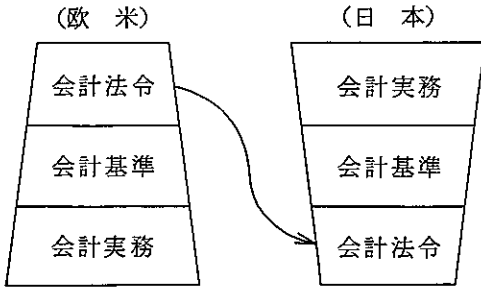 (欧 米)
会計法令
会計基準
会計実務
(日 本)
会計実務
会計基準
会計法令